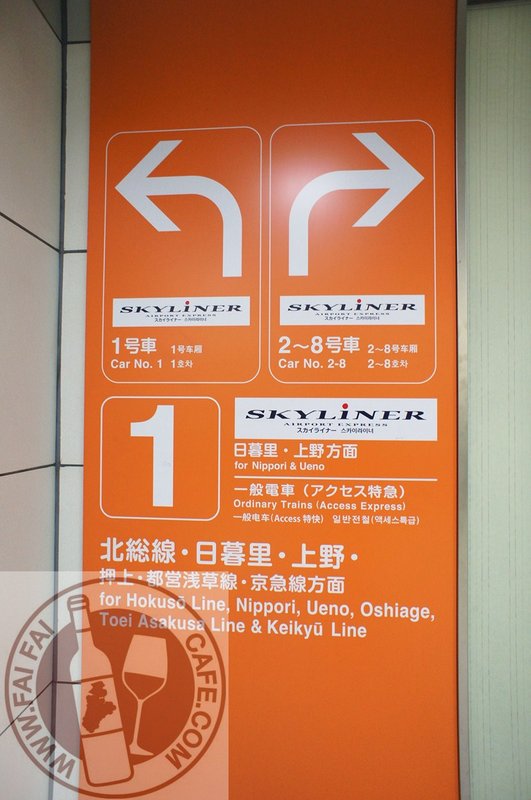 SKYLiNER
AIRPORT EXPRESS
スカイライナー 스카이라이너
1号車 1号车厢
Car No. 1 1호차
SKYLiNER
AIRPORT EXPRESS
スカイライナー 스카이라이너
2〜8号車 2〜8号车厢
Car No. 2-8 2〜8호차
1
SKYLiNER
AIRPORT EXPRESS
スカイライナー 스카이라이너
日暮里・上野方面
for Nippori & Ueno
一般電車（アクセス特急）
Ordinary Trains (Access Express)
一般电车(Access 特快) 일반전철(액세스특급)
北総線・日暮里・上野・
押上・都営浅草線・京急線方面
for Hokusō Line, Nippori, Ueno, Oshiage,
Toei Asakusa Line & Keikyū Line
WWW.FAI FAI CAFE.COM